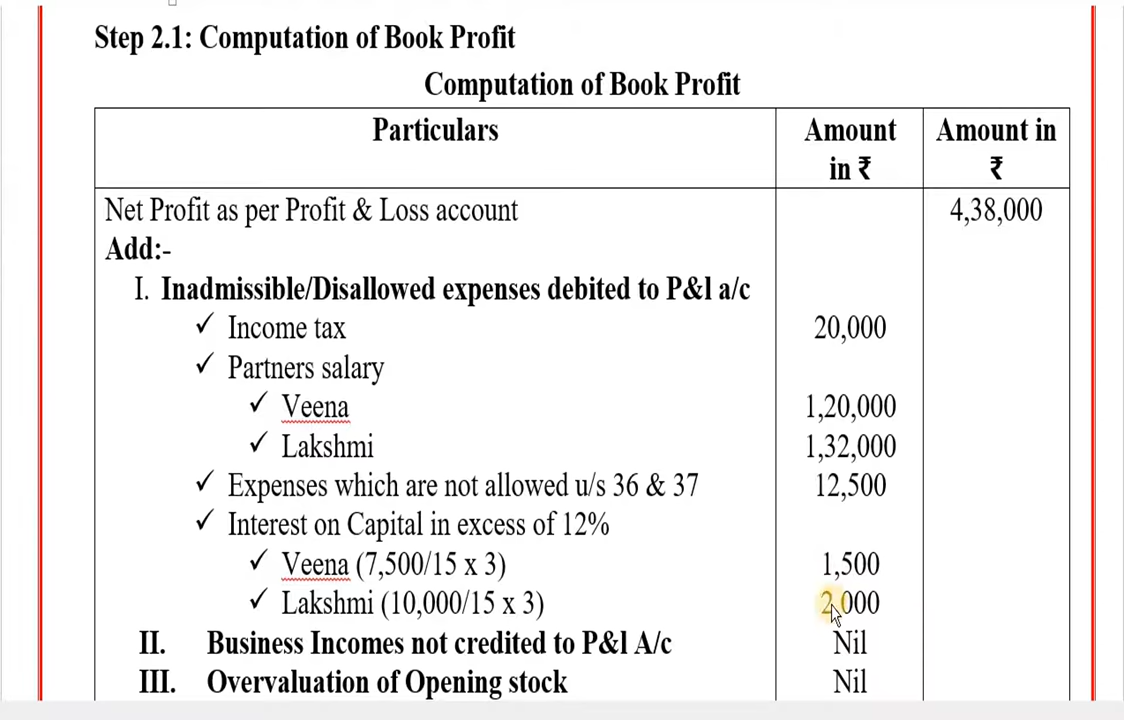 Step 2.1: Computation of Book Profit
Computation of Book Profit
Particulars Amount in ₹ Amount in ₹
Net Profit as per Profit & Loss account 4,38,000
Add:-
I. Inadmissible/Disallowed expenses debited to P&l a/c
✓ Income tax 20,000
✓ Partners salary
✓ Veena 1,20,000
✓ Lakshmi 1,32,000
✓ Expenses which are not allowed u/s 36 & 37 12,500
✓ Interest on Capital in excess of 12%
✓ Veena (7,500/15 x 3) 1,500
✓ Lakshmi (10,000/15 x 3) 2,000
II. Business Incomes not credited to P&l A/c Nil
III. Overvaluation of Opening stock Nil